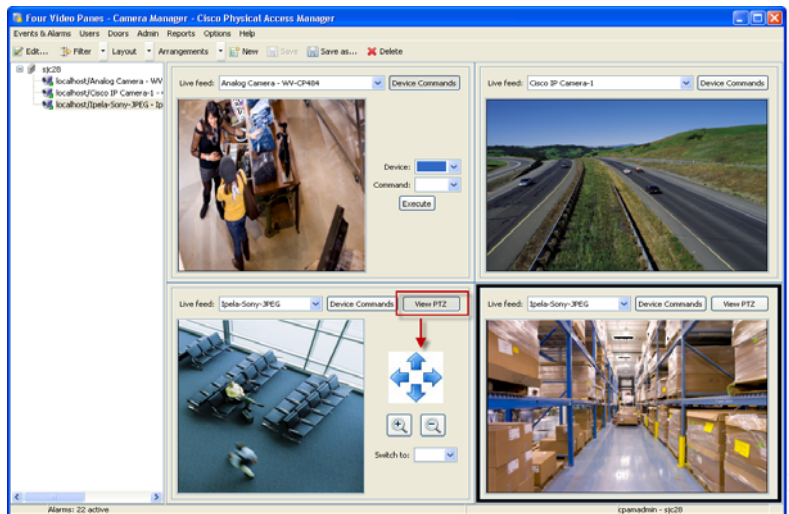 Four Video Panes - Camera Manager - Cisco Physical Access Manager
Events & Alarms Users Doors Admin Reports Options Help
Edit... Filter Layout Arrangements New Save Save as... Delete
sjc28
localhost/Analog Camera - WV
localhost/Cisco IP Camera-1 -
localhost/Ipela-Sony-JPEG - Ip
Live feed: Analog Camera - WV-CP484 Device Commands
Device:
Command:
Execute
Live feed: Cisco IP Camera-1 Device Commands
Live feed: Ipela-Sony-JPEG Device Commands View PTZ
Switch to:
Live feed: Ipela-Sony-JPEG Device Commands View PTZ
Alarms: 22 active
cpamadmin - sjc28